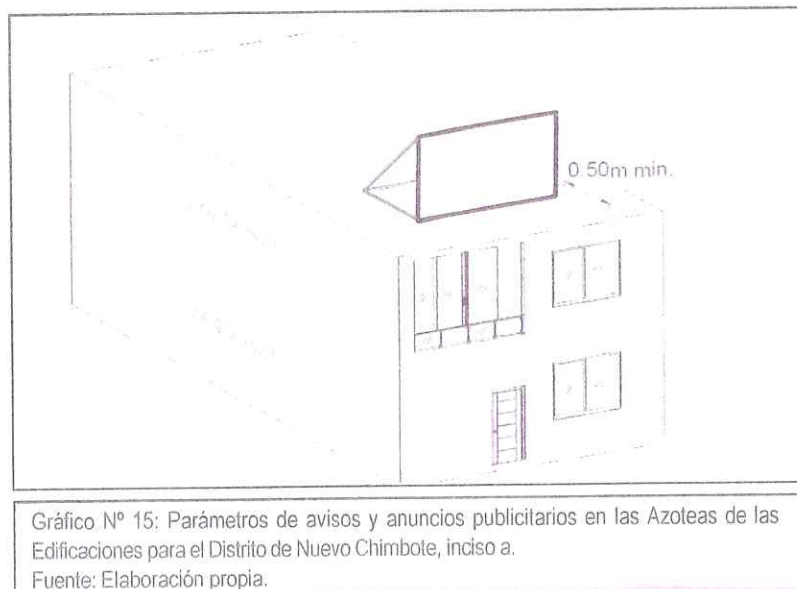 0.50m min.
Gráfico Nº 15: Parámetros de avisos y anuncios publicitarios en las Azoteas de las
Edificaciones para el Distrito de Nuevo Chimbote, inciso a.
Fuente: Elaboración propia.